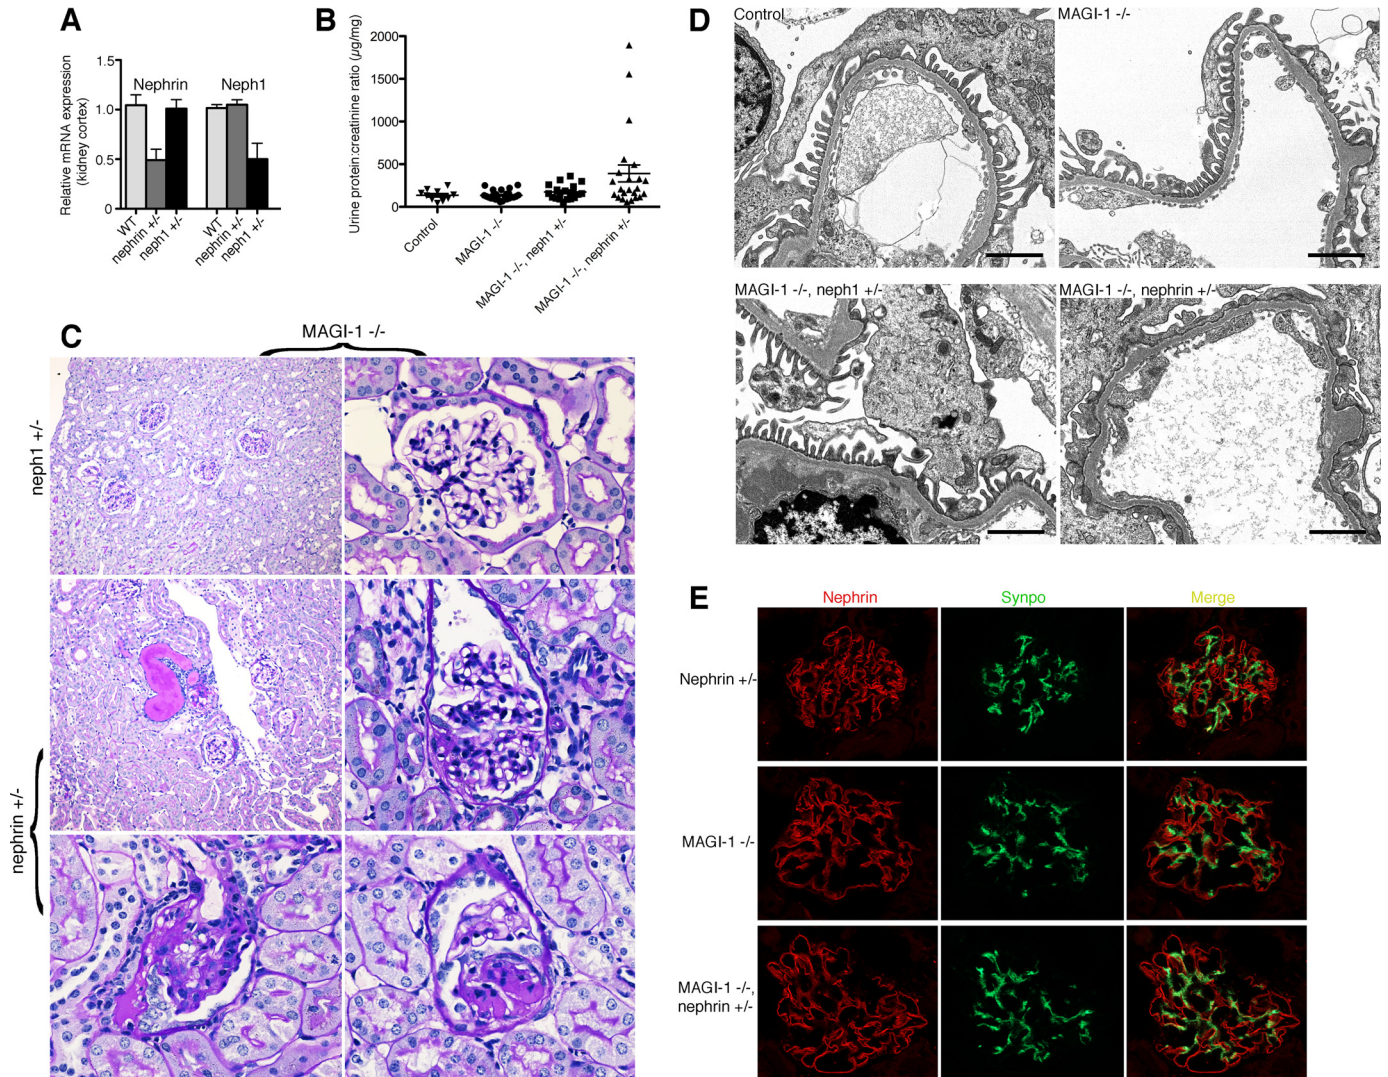 A
Relative mRNA expression
(kidney cortex)
1.5
1.0
0.5
0
Nephrin
Neph1
WT
nephrin +/-
neph1 +/-
WT
nephrin +/-
neph1 +/-
B
Urine protein:creatinine ratio (µg/mg)
2000
1500
1000
500
0
Control
MAGI-1 -/-
MAGI-1 -/-, neph1 +/-
MAGI-1 -/-, nephrin +/-
C
MAGI-1 -/-
neph1 +/-
nephrin +/-
D
Control
MAGI-1 -/-
MAGI-1 -/-, neph1 +/-
MAGI-1 -/-, nephrin +/-
E
Nephrin
Synpo
Merge
Nephrin +/-
MAGI-1 -/-
MAGI-1 -/-,
nephrin +/-